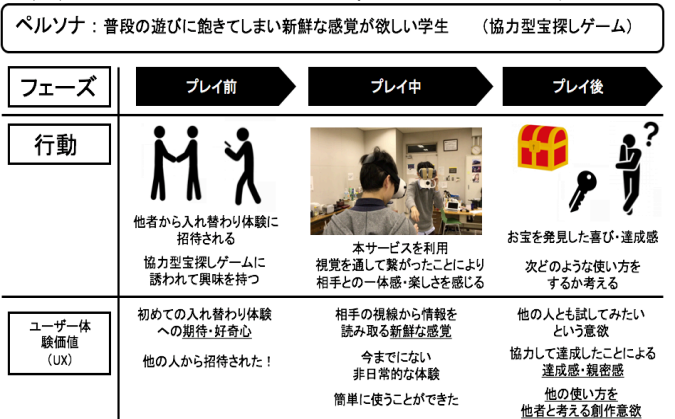 ペルソナ：普段の遊びに飽きてしまい新鮮な感覚が欲しい学生　（協力型宝探しゲーム）
フェーズ
プレイ前
プレイ中
プレイ後
行動
他者から入れ替わり体験に
招待される
協力型宝探しゲームに
誘われて興味を持つ
本サービスを利用
視覚を通して繋がったことにより
相手との一体感・楽しさを感じる
?
お宝を発見した喜び・達成感
次どのような使い方を
するか考える
ユーザー体
験価値
（UX）
初めての入れ替わり体験
への期待・好奇心
他の人から招待された！
相手の視線から情報を
読み取る新鮮な感覚
今までにない
非日常的な体験
簡単に使うことができた
他の人とも試してみたい
という意欲
協力して達成したことによる
達成感・親密感
他の使い方を
他者と考える創作意欲